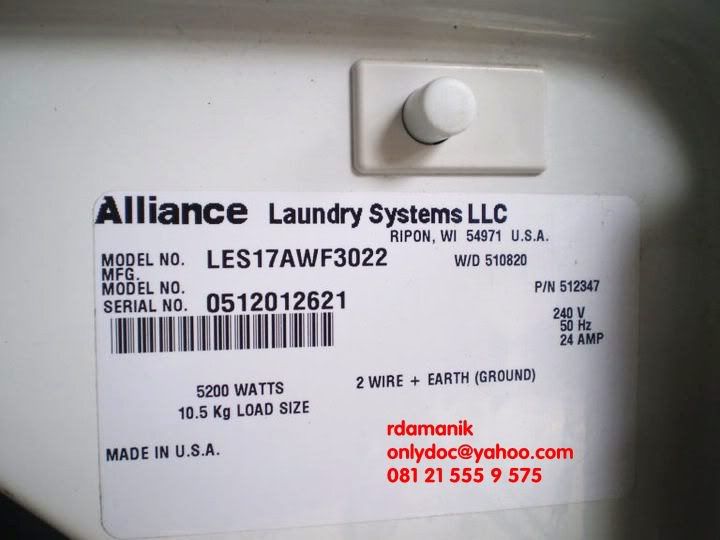 Alliance Laundry Systems LLC
RIPON, WI 54971 U.S.A.
MODEL NO. LES17AWF3022 W/D 510820
MFG.
MODEL NO. P/N 512347
SERIAL NO. 0512012621
240 V
50 Hz
24 AMP
5200 WATTS 2 WIRE + EARTH (GROUND)
10.5 Kg LOAD SIZE
MADE IN U.S.A.
rdamanik
onlydoc@yahoo.com
081 21 555 9 575